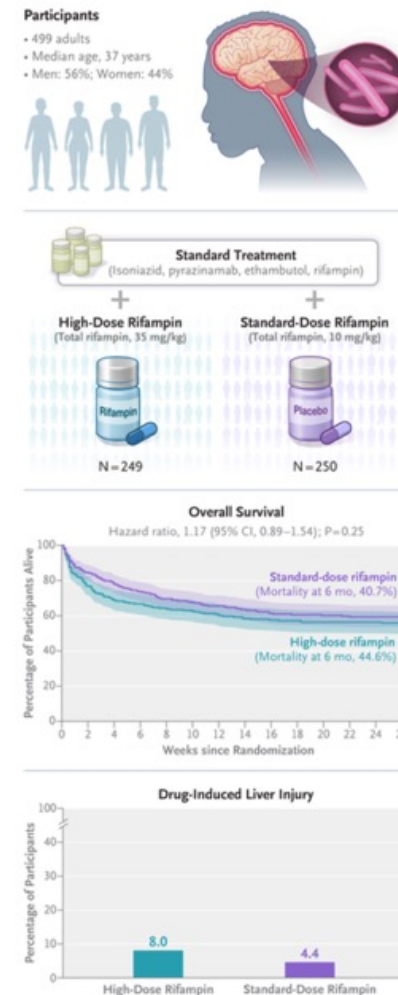 Participants
• 499 adults
• Median age, 37 years
• Men: 56%; Women: 44%
Standard Treatment
(Isoniazid, pyrazinamab, ethambutol, rifampin)
+ +
High-Dose Rifampin
(Total rifampin, 35 mg/kg)
Standard-Dose Rifampin
(Total rifampin, 10 mg/kg)
Rifampin
Placebo
N=249
N=250
Overall Survival
Hazard ratio, 1.17 (95% CI, 0.89–1.54); P=0.25
Percentage of Participants Alive
100
80
60
40
20
0
Standard-dose rifampin
(Mortality at 6 mo, 40.7%)
High-dose rifampin
(Mortality at 6 mo, 44.6%)
0 2 4 6 8 10 12 14 16 18 20 22 24
Weeks since Randomization
Drug-Induced Liver Injury
Percentage of Participants
100
40
30
20
10
0
8.0
4.4
High-Dose Rifampin
Standard-Dose Rifampin